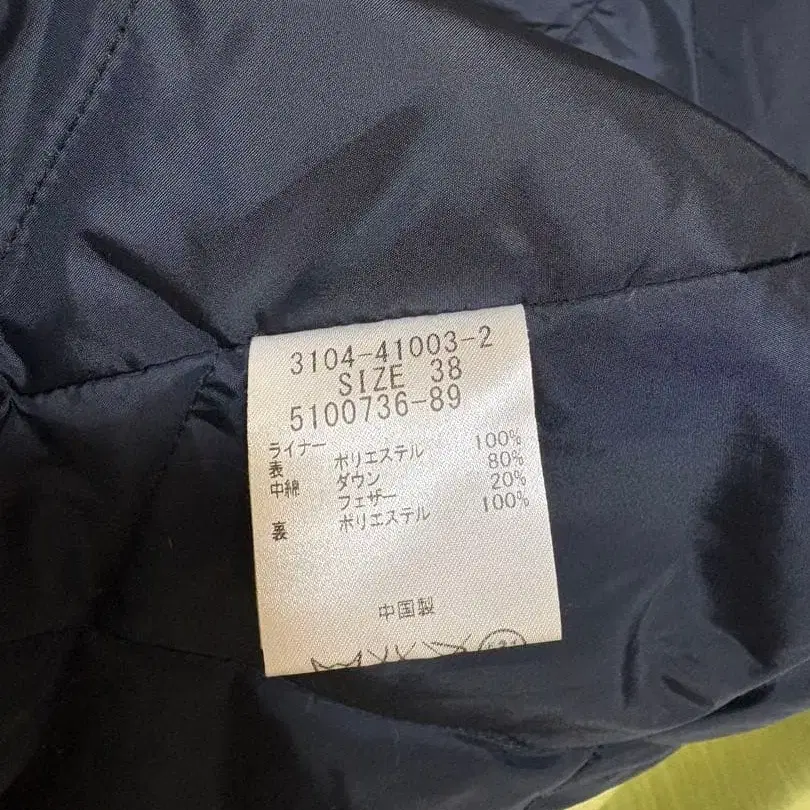 3104-41003-2
SIZE 38
5100736-89
ライナー
表 ポリエステル 100%
中綿 ダウン 80%
フェザー 20%
裏 ポリエステル 100%
中国製